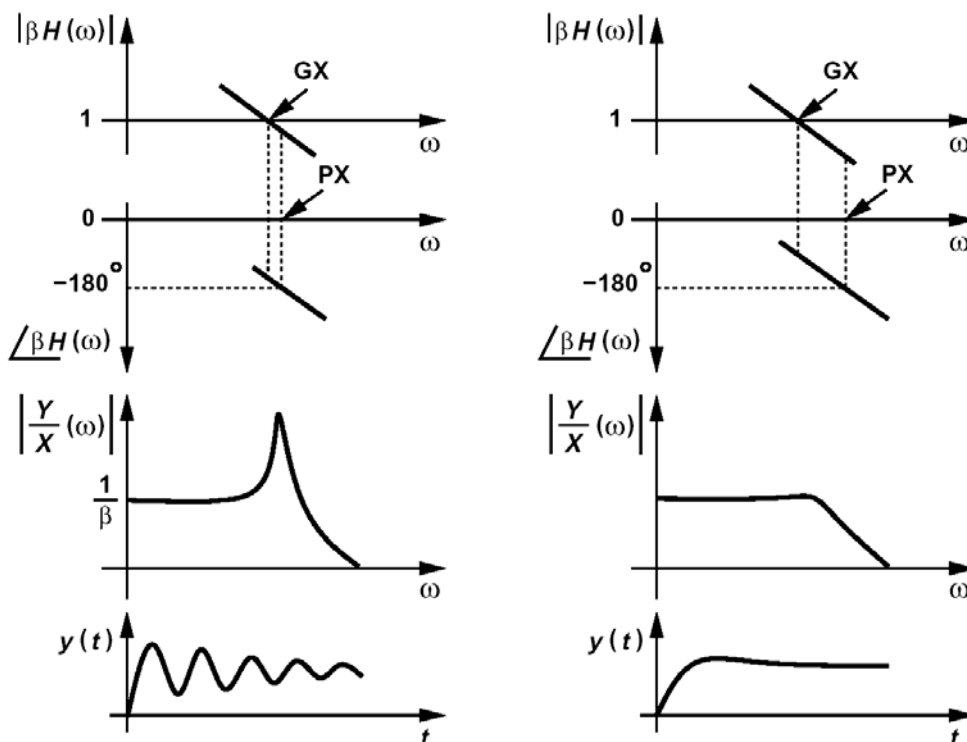 |βH(ω)|
GX
1
ω
PX
0
ω
−180°
∠βH(ω)
|Y/X (ω)|
1/β
ω
y(t)
t
|βH(ω)|
GX
1
ω
PX
0
ω
−180°
∠βH(ω)
|Y/X (ω)|
ω
y(t)
t